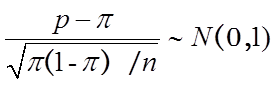 p − π / √π(1-π) /n ~ N(0,1)